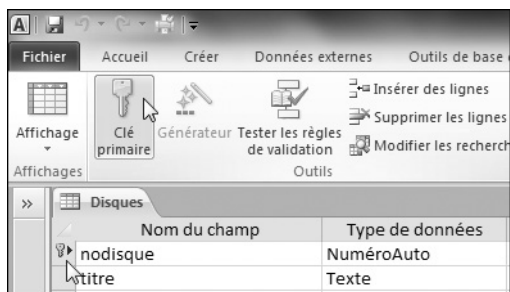 A
Fichier Accueil Créer Données externes Outils de base
Affichage
Clé primaire
Générateur
Tester les règles de validation
Insérer des lignes
Supprimer les lignes
Modifier les recherch
Affichages Outils
» Disques
Nom du champ Type de données
nodisque NuméroAuto
titre Texte